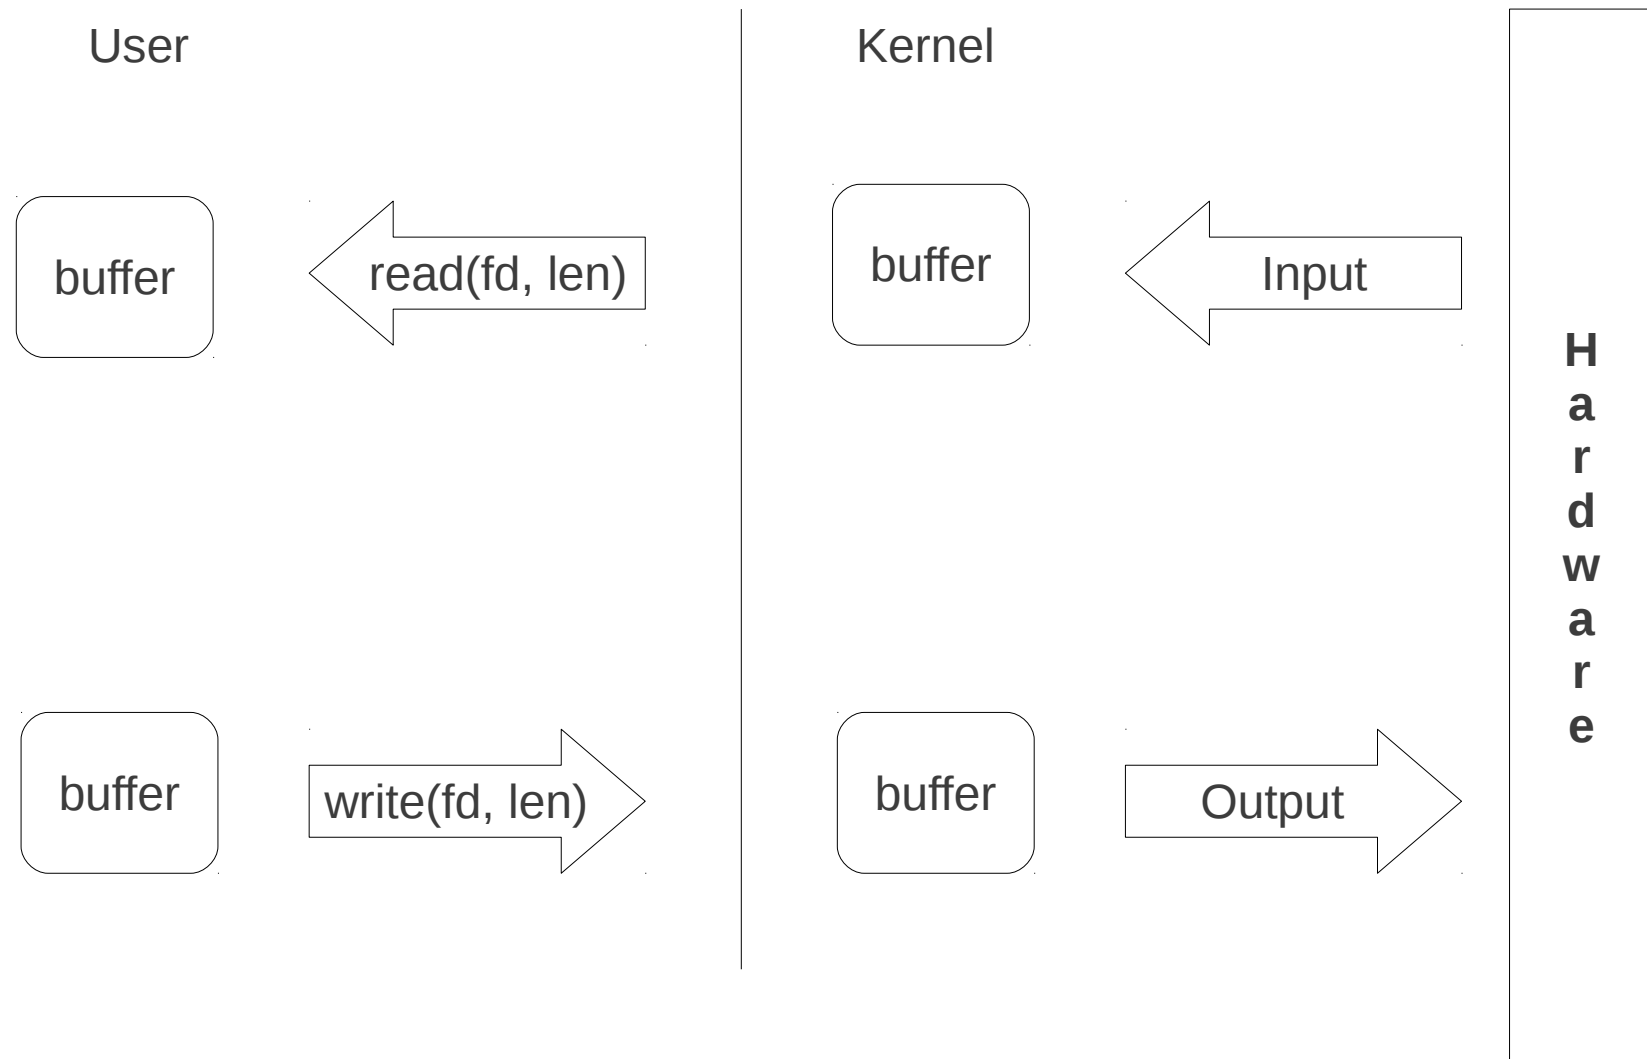 User
Kernel
buffer
read(fd, len)
buffer
Input
H
a
r
d
w
a
r
e
buffer
write(fd, len)
buffer
Output